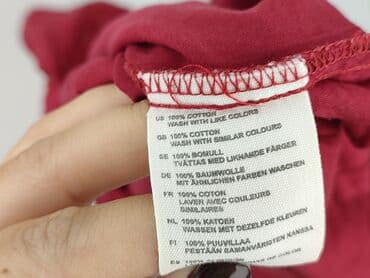 US 100% COTTON
WASH WITH LIKE COLORS
GB 100% COTTON
WASH WITH SIMILAR COLOURS
SE 100% BOMULL
TVÄTTAS MED LIKHANDE FÄRGER
DE 100% BAUMWOLLE
MIT ÄHNLICHEN FARBEN WASCHEN
FR 100% COTON
LAVER AVEC COULEURS
SIMILAIRES
NL 100% KATOEN
WASSEN MET DEZELFDE KLEUREN
FI 100% PUUVILLAA
PESTÄÄN SAMANVÄRISTEN KANSSA